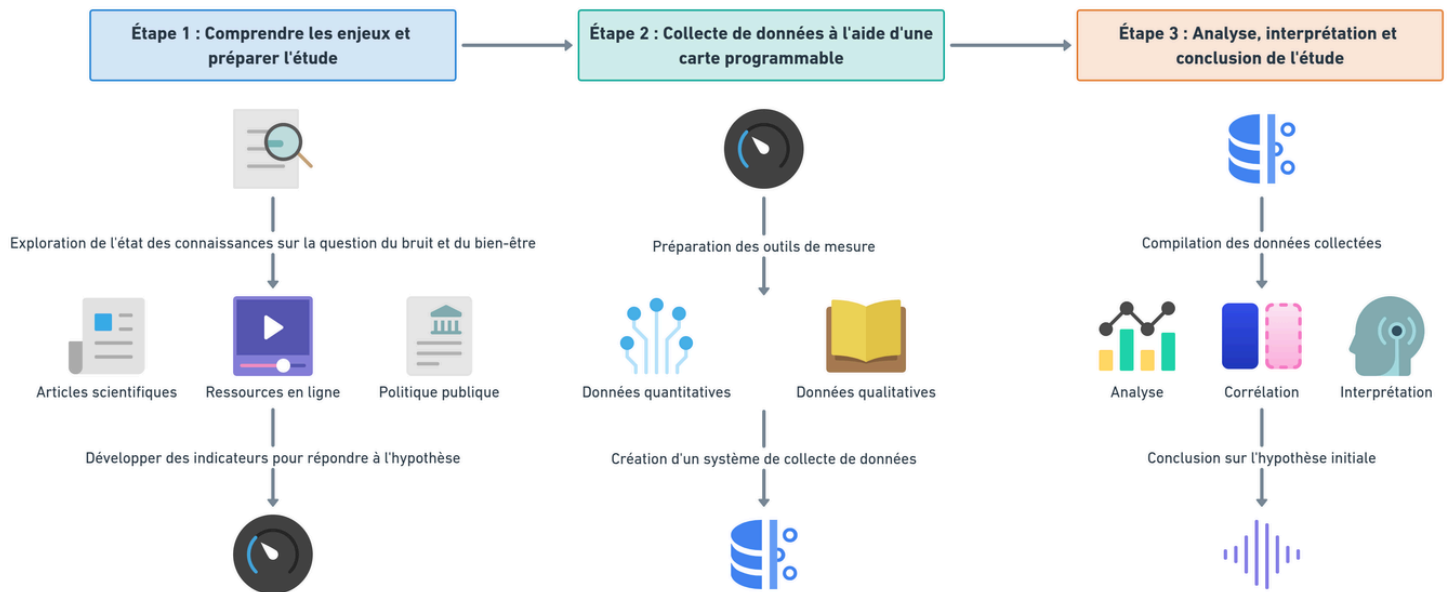 Étape 1 : Comprendre les enjeux et
préparer l'étude
Étape 2 : Collecte de données à l'aide d'une
carte programmable
Étape 3 : Analyse, interprétation et
conclusion de l'étude
Exploration de l'état des connaissances sur la question du bruit et du bien-être
Préparation des outils de mesure
Compilation des données collectées
Articles scientifiques
Ressources en ligne
Politique publique
Données quantitatives
Données qualitatives
Analyse
Corrélation
Interprétation
Développer des indicateurs pour répondre à l'hypothèse
Création d'un système de collecte de données
Conclusion sur l'hypothèse initiale